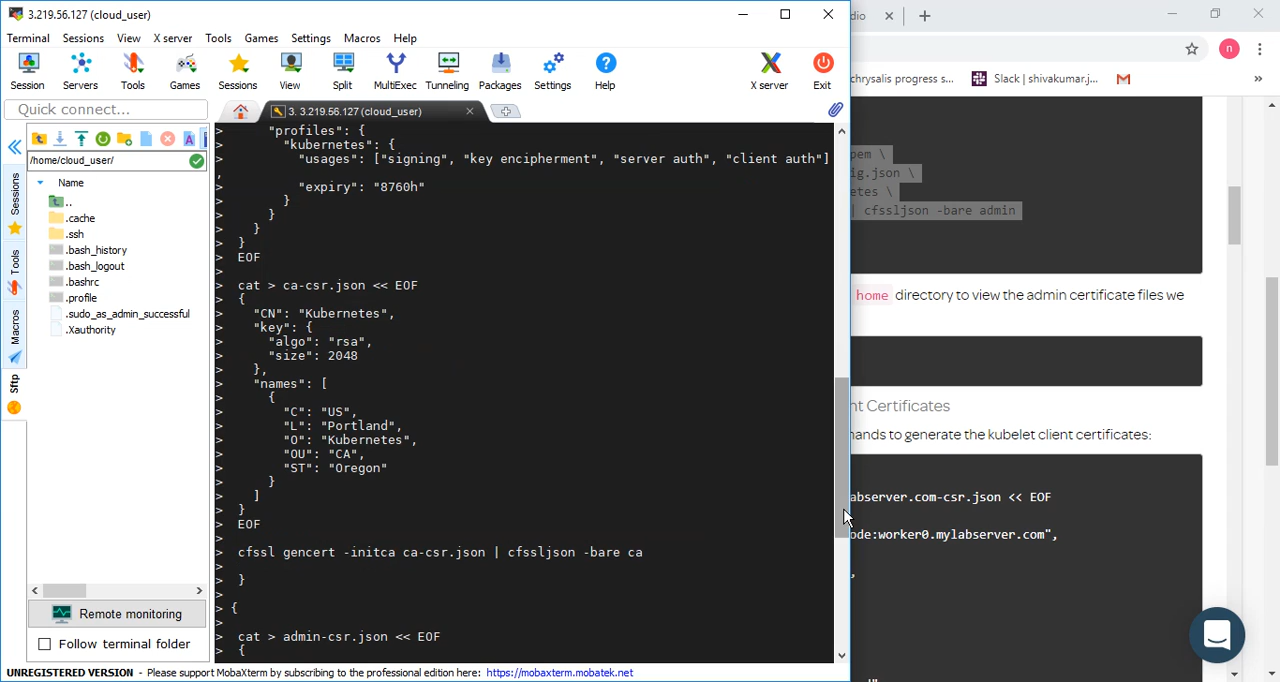 3.219.56.127 (cloud_user)
Terminal Sessions View X server Tools Games Settings Macros Help
Session Servers Tools Games Sessions View Split MultiExec Tunneling Packages Settings Help X server Exit
Quick connect...
3. 3.219.56.127 (cloud_user)
/home/cloud_user/
Name
..
.cache
.ssh
.bash_history
.bash_logout
.bashrc
.profile
.sudo_as_admin_successful
.Xauthority
Sessions
Tools
Macros
Sftp
Remote monitoring
Follow terminal folder
> "profiles": {
> "kubernetes": {
> "usages": ["signing", "key encipherment", "server auth", "client auth"]
,
> "expiry": "8760h"
> }
> }
> }
> }
> EOF
>
> cat > ca-csr.json << EOF
> {
> "CN": "Kubernetes",
> "key": {
> "algo": "rsa",
> "size": 2048
> },
> "names": [
> {
> "C": "US",
> "L": "Portland",
> "O": "Kubernetes",
> "OU": "CA",
> "ST": "Oregon"
> }
> ]
> }
> EOF
>
> cfssl gencert -initca ca-csr.json | cfssljson -bare ca
>
> }
>
> {
>
> cat > admin-csr.json << EOF
> {
UNREGISTERED VERSION - Please support MobaXterm by subscribing to the professional edition here: https://mobaxterm.mobatek.net
dio
n
chrysalis progress s... Slack | shivakumar.j... »
pem \
ig.json \
etes \
| cfssljson -bare admin
home directory to view the admin certificate files we
nt Certificates
ands to generate the kubelet client certificates:
abserver.com-csr.json << EOF
ode:worker0.mylabserver.com",
,
"